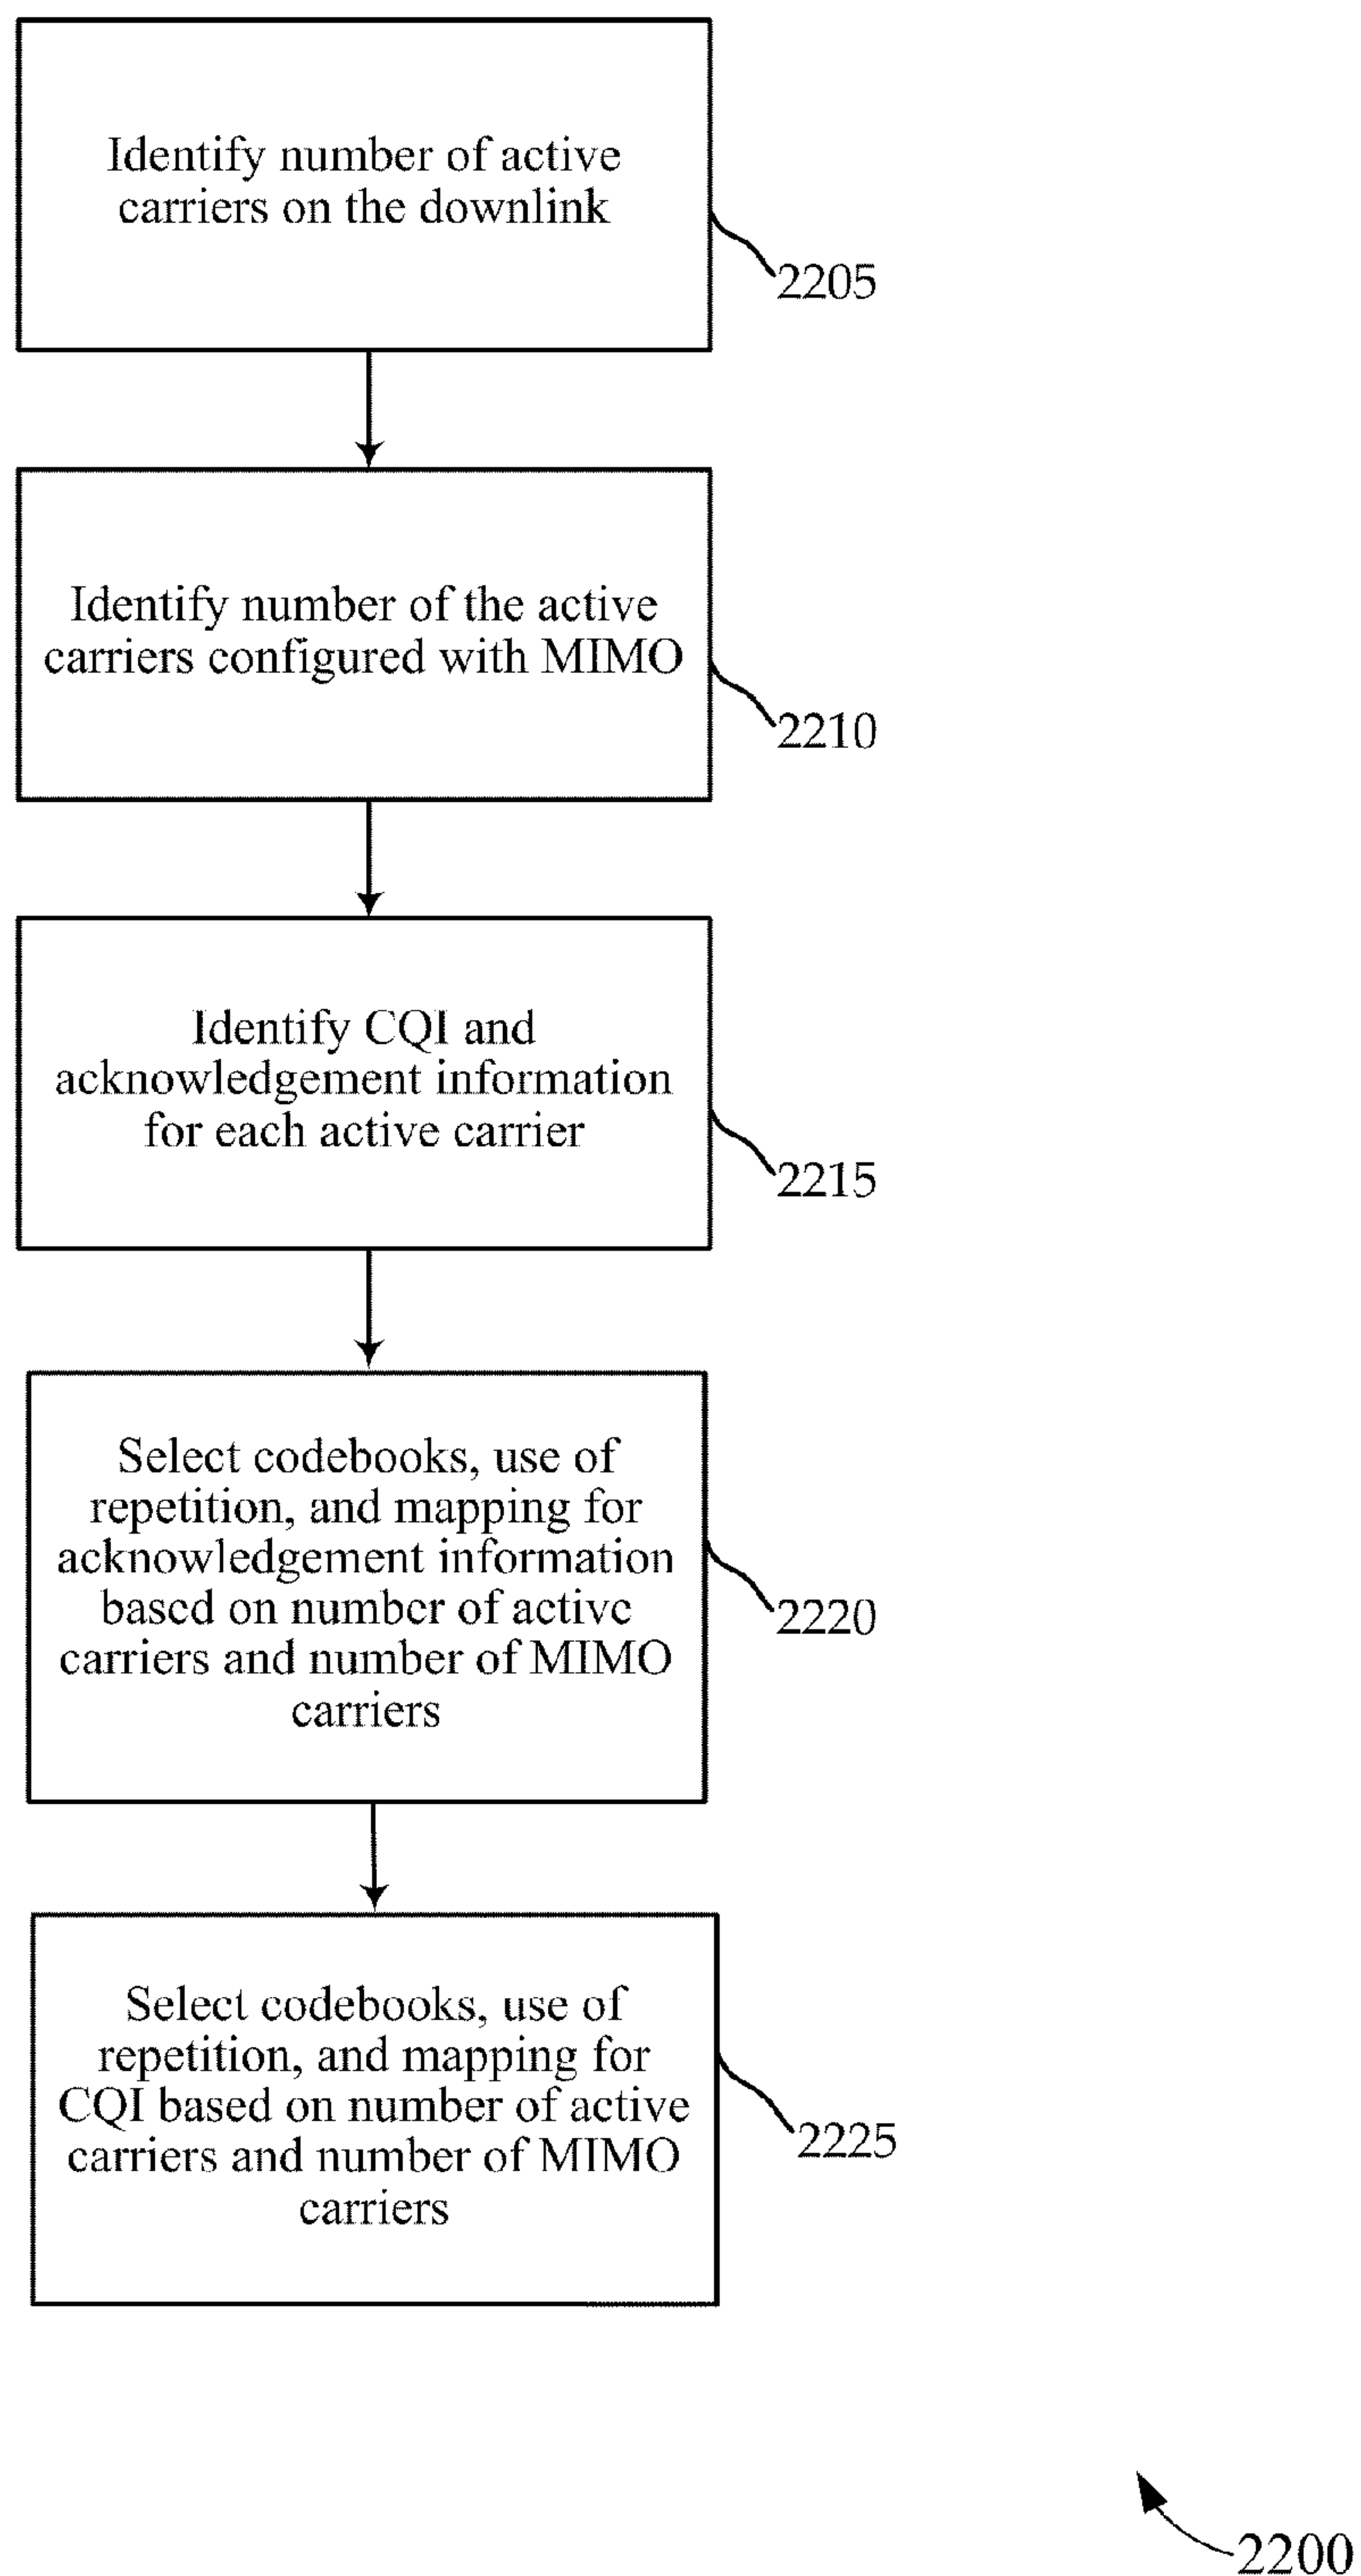 Identify number of active
carriers on the downlink
2205
Identify number of the active
carriers configured with MIMO
2210
Identify CQI and
acknowledgement information
for each active carrier
2215
Select codebooks, use of
repetition, and mapping for
acknowledgement information
based on number of active
carriers and number of MIMO
carriers
2220
Select codebooks, use of
repetition, and mapping for
CQI based on number of active
carriers and number of MIMO
carriers
2225
2200